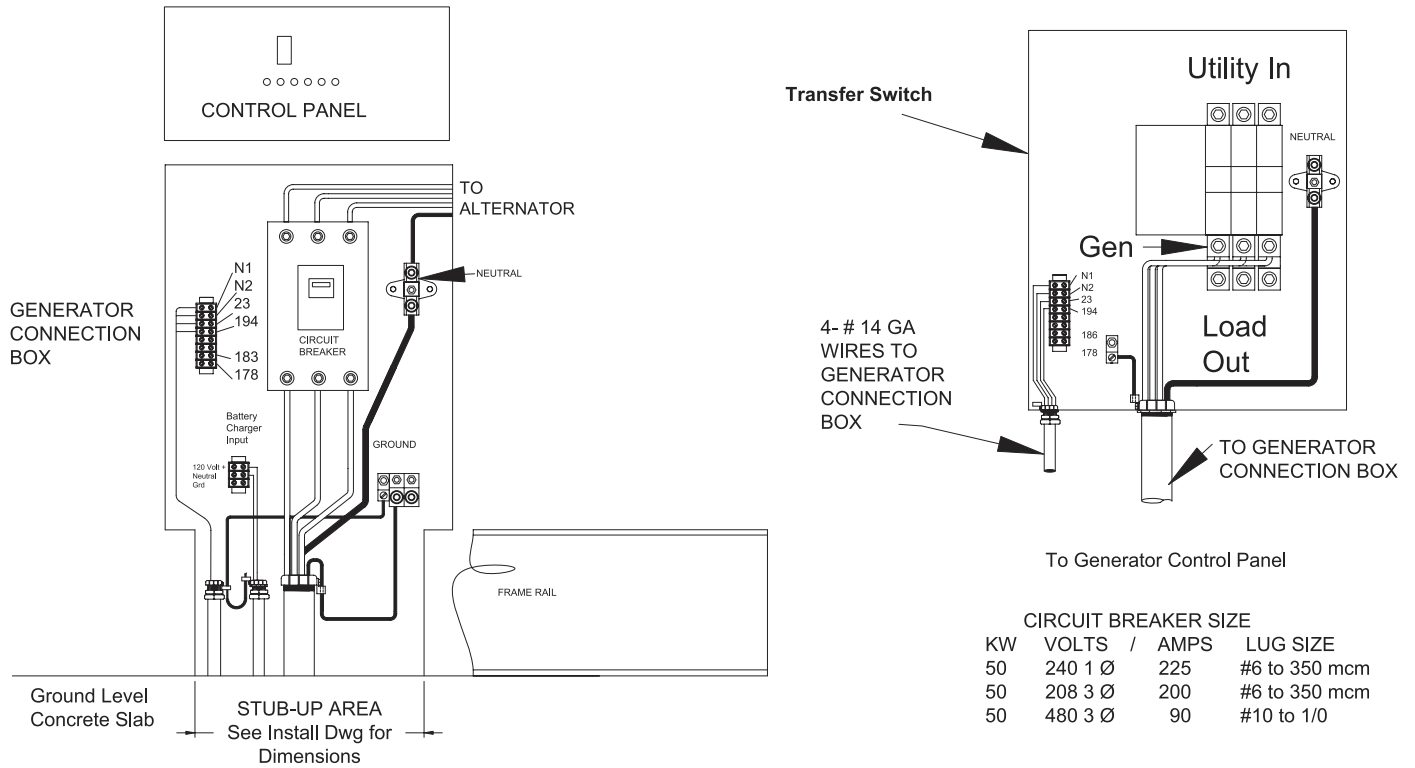 CONTROL PANEL
TO
ALTERNATOR
NEUTRAL
N1
N2
23
194
183
178
GENERATOR
CONNECTION
BOX
CIRCUIT
BREAKER
Battery
Charger
Input
120 Volt +
Neutral
Grd
GROUND
FRAME RAIL
Ground Level
Concrete Slab
STUB-UP AREA
See Install Dwg for
Dimensions
Transfer Switch
Utility In
NEUTRAL
Gen
N1
N2
23
194
186
178
Load
Out
4- # 14 GA
WIRES TO
GENERATOR
CONNECTION
BOX
TO GENERATOR
CONNECTION BOX
To Generator Control Panel
CIRCUIT BREAKER SIZE
KW VOLTS / AMPS LUG SIZE
50 240 1 Ø 225 #6 to 350 mcm
50 208 3 Ø 200 #6 to 350 mcm
50 480 3 Ø 90 #10 to 1/0